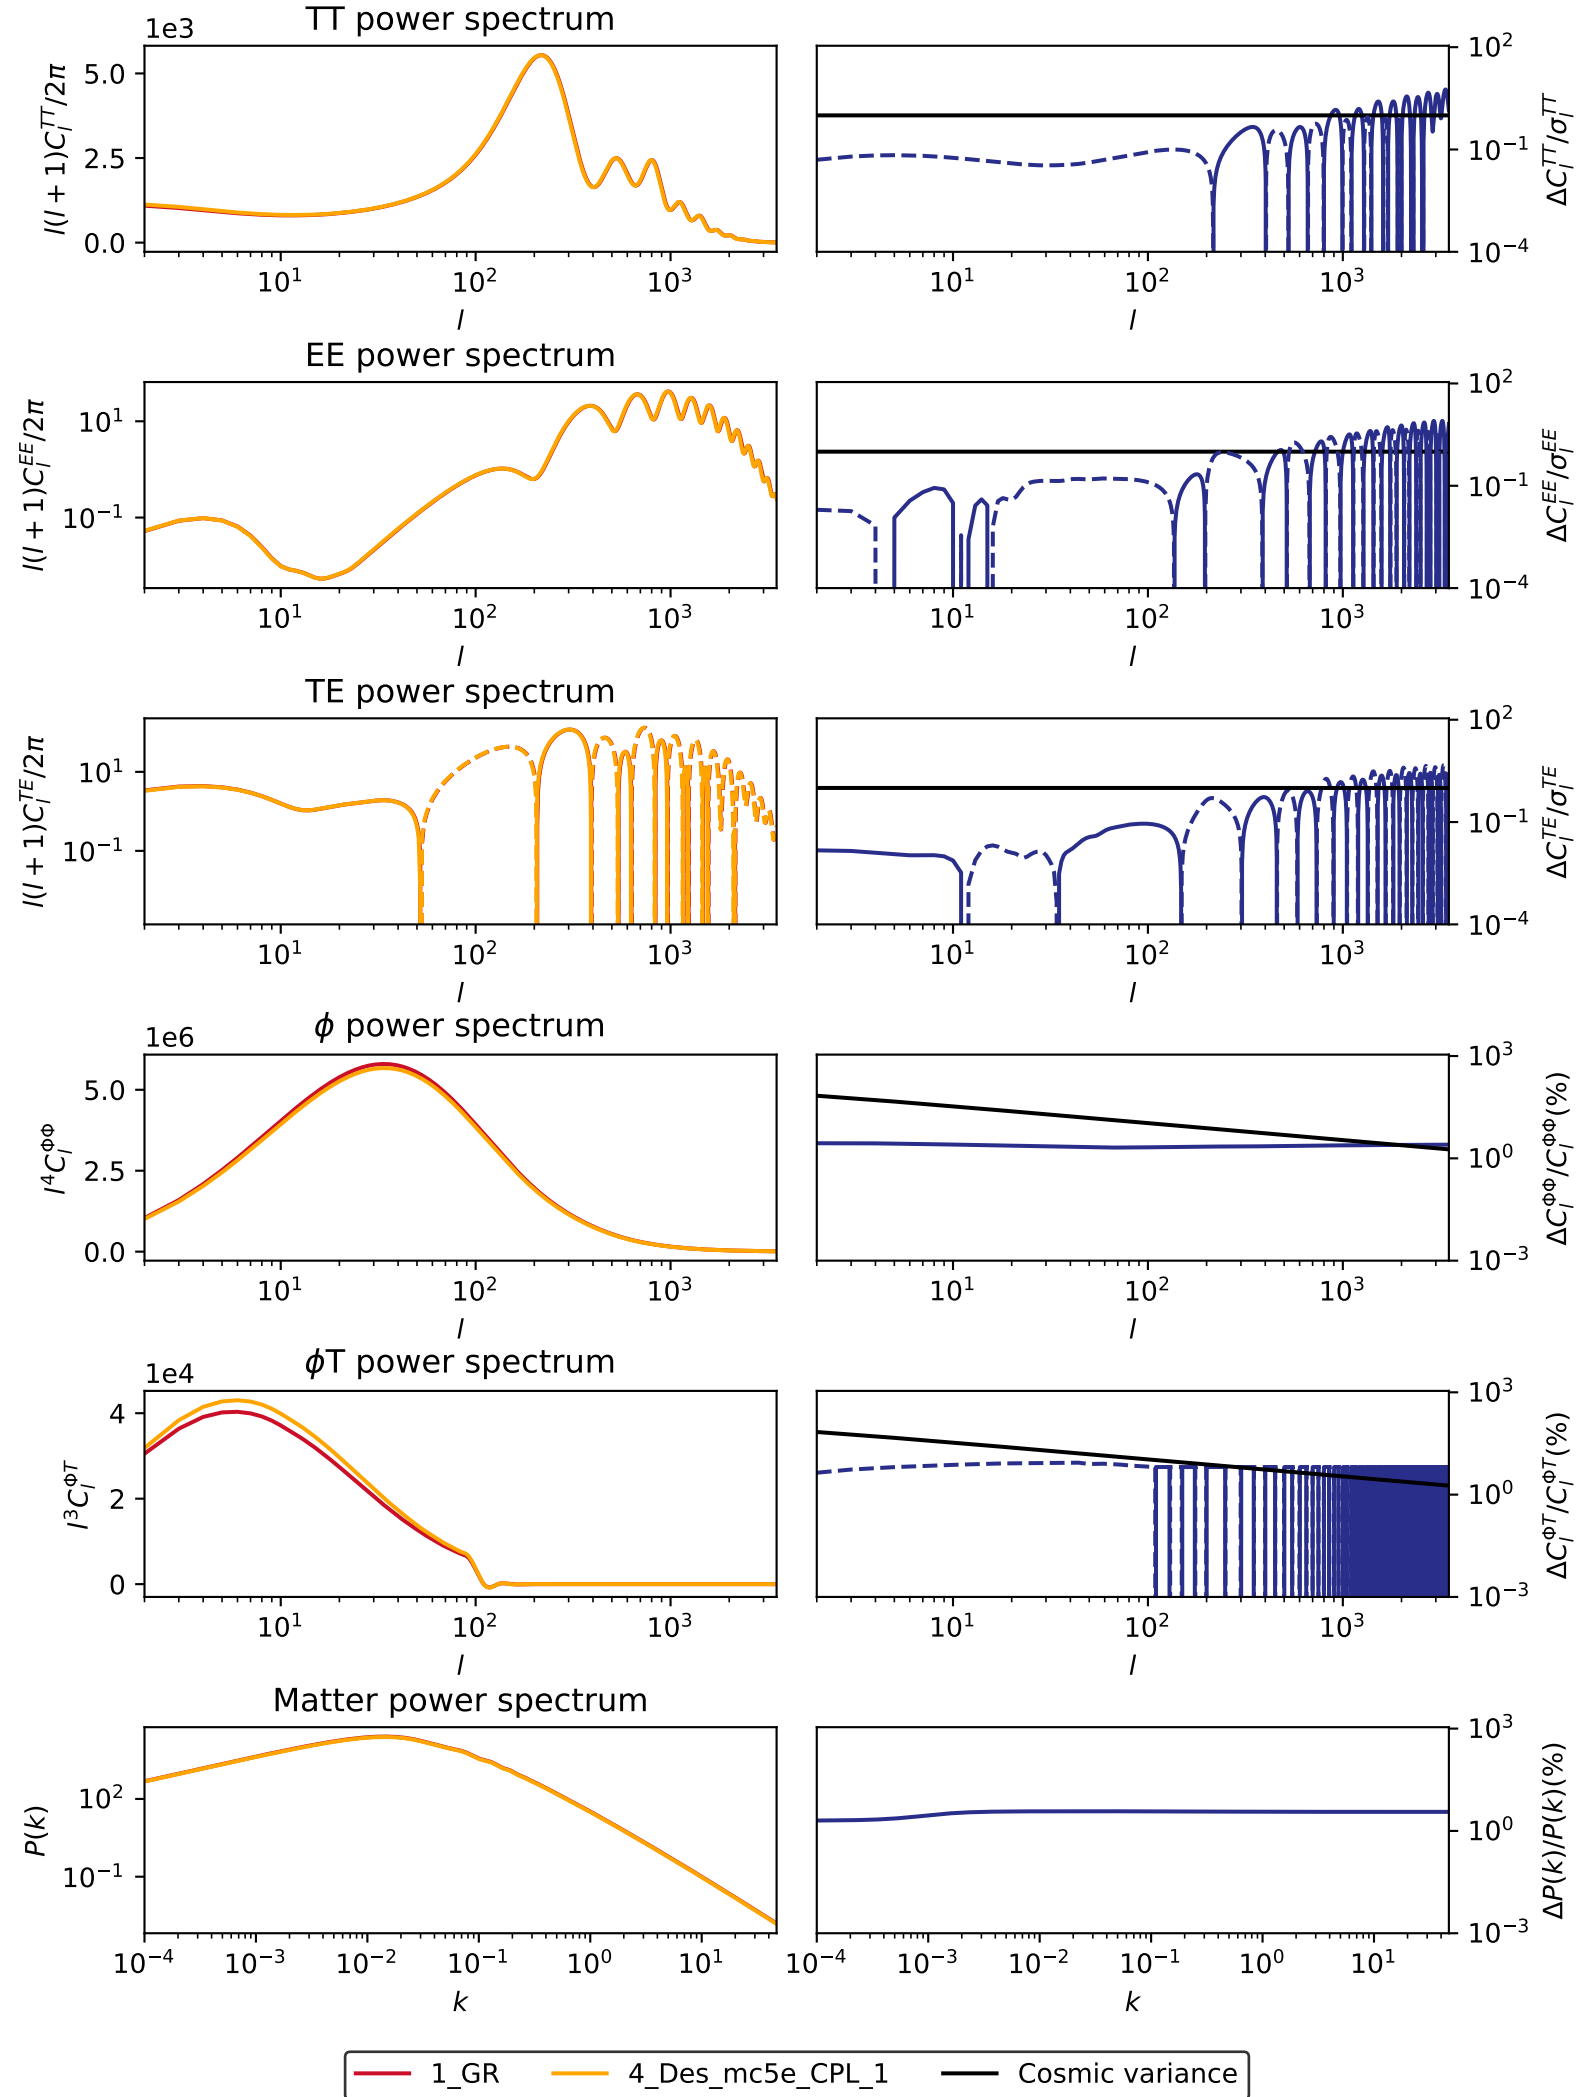 TT power spectrum
1e3
l(l + 1)C_l^{TT}/2π
5.0
2.5
0.0
10^1 10^2 10^3
l
10^2
10^{-1}
10^{-4}
ΔC_l^{TT}/σ_l^{TT}
10^1 10^2 10^3
l
EE power spectrum
l(l + 1)C_l^{EE}/2π
10^1
10^{-1}
10^1 10^2 10^3
l
10^2
10^{-1}
10^{-4}
ΔC_l^{EE}/σ_l^{EE}
10^1 10^2 10^3
l
TE power spectrum
l(l + 1)C_l^{TE}/2π
10^1
10^{-1}
10^1 10^2 10^3
l
10^2
10^{-1}
10^{-4}
ΔC_l^{TE}/σ_l^{TE}
10^1 10^2 10^3
l
ϕ power spectrum
1e6
l^4C_l^{ΦΦ}
5.0
2.5
0.0
10^1 10^2 10^3
l
10^3
10^0
10^{-3}
ΔC_l^{ΦΦ}/C_l^{ΦΦ}(%)
10^1 10^2 10^3
l
ϕT power spectrum
1e4
l^3C_l^{ΦT}
4
2
0
10^1 10^2 10^3
l
10^3
10^0
10^{-3}
ΔC_l^{ΦT}/C_l^{ΦT}(%)
10^1 10^2 10^3
l
Matter power spectrum
P(k)
10^2
10^{-1}
10^{-4} 10^{-3} 10^{-2} 10^{-1} 10^0 10^1
k
10^3
10^0
10^{-3}
ΔP(k)/P(k)(%)
10^{-4} 10^{-3} 10^{-2} 10^{-1} 10^0 10^1
k
1_GR 4_Des_mc5e_CPL_1 Cosmic variance